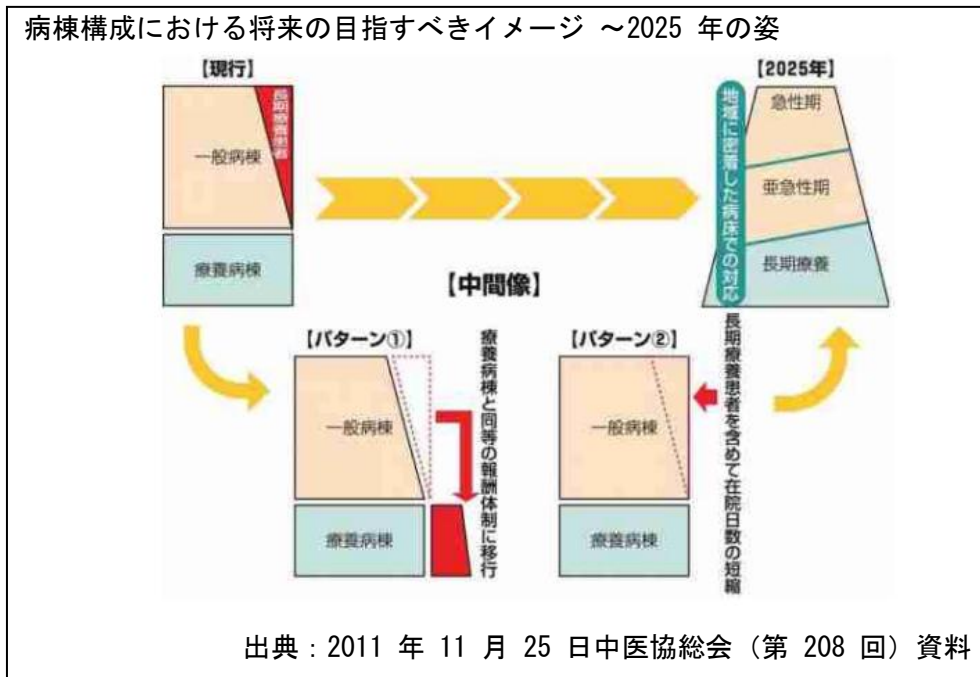 病棟構成における将来の目指すべきイメージ ～2025 年の姿
【現行】
一般病棟
長期療養患者
療養病棟
【2025年】
地域に密着した病床での対応
急性期
亜急性期
長期療養
【中間像】
【パターン①】
一般病棟
療養病棟
療養病棟と同等の報酬体制に移行
【パターン②】
一般病棟
療養病棟
長期療養患者を含めて在院日数の短縮
出典：2011 年 11 月 25 日中医協総会（第 208 回）資料